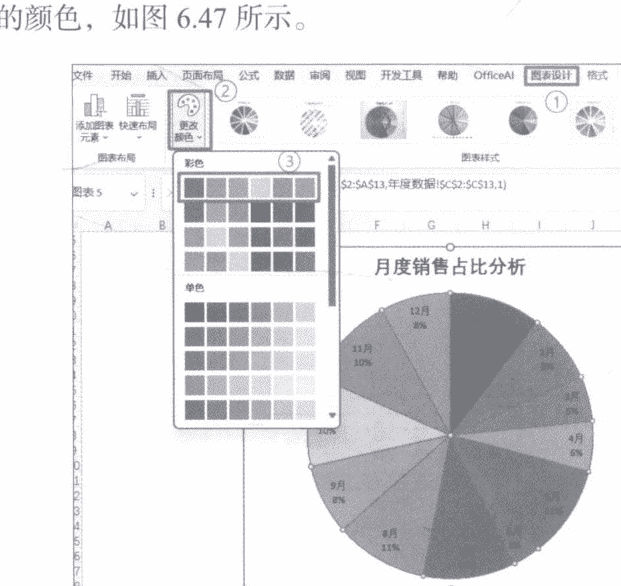 的颜色，如图 6.47 所示。
文件 开始 插入 页面布局 公式 数据 审阅 视图 开发工具 帮助 OfficeAI 图表设计 格式
② ①
添加图表 快速布局 更改
元素 颜色
图表布局 图表样式
彩色 ③
图表 5 $2:$A$13,年度数据!$C$2:$C$13,1)
A B F G H I J
月度销售占比分析
单色
12月
8%
11月
10%
4月
6%
10%
9月
8%
8月
11%